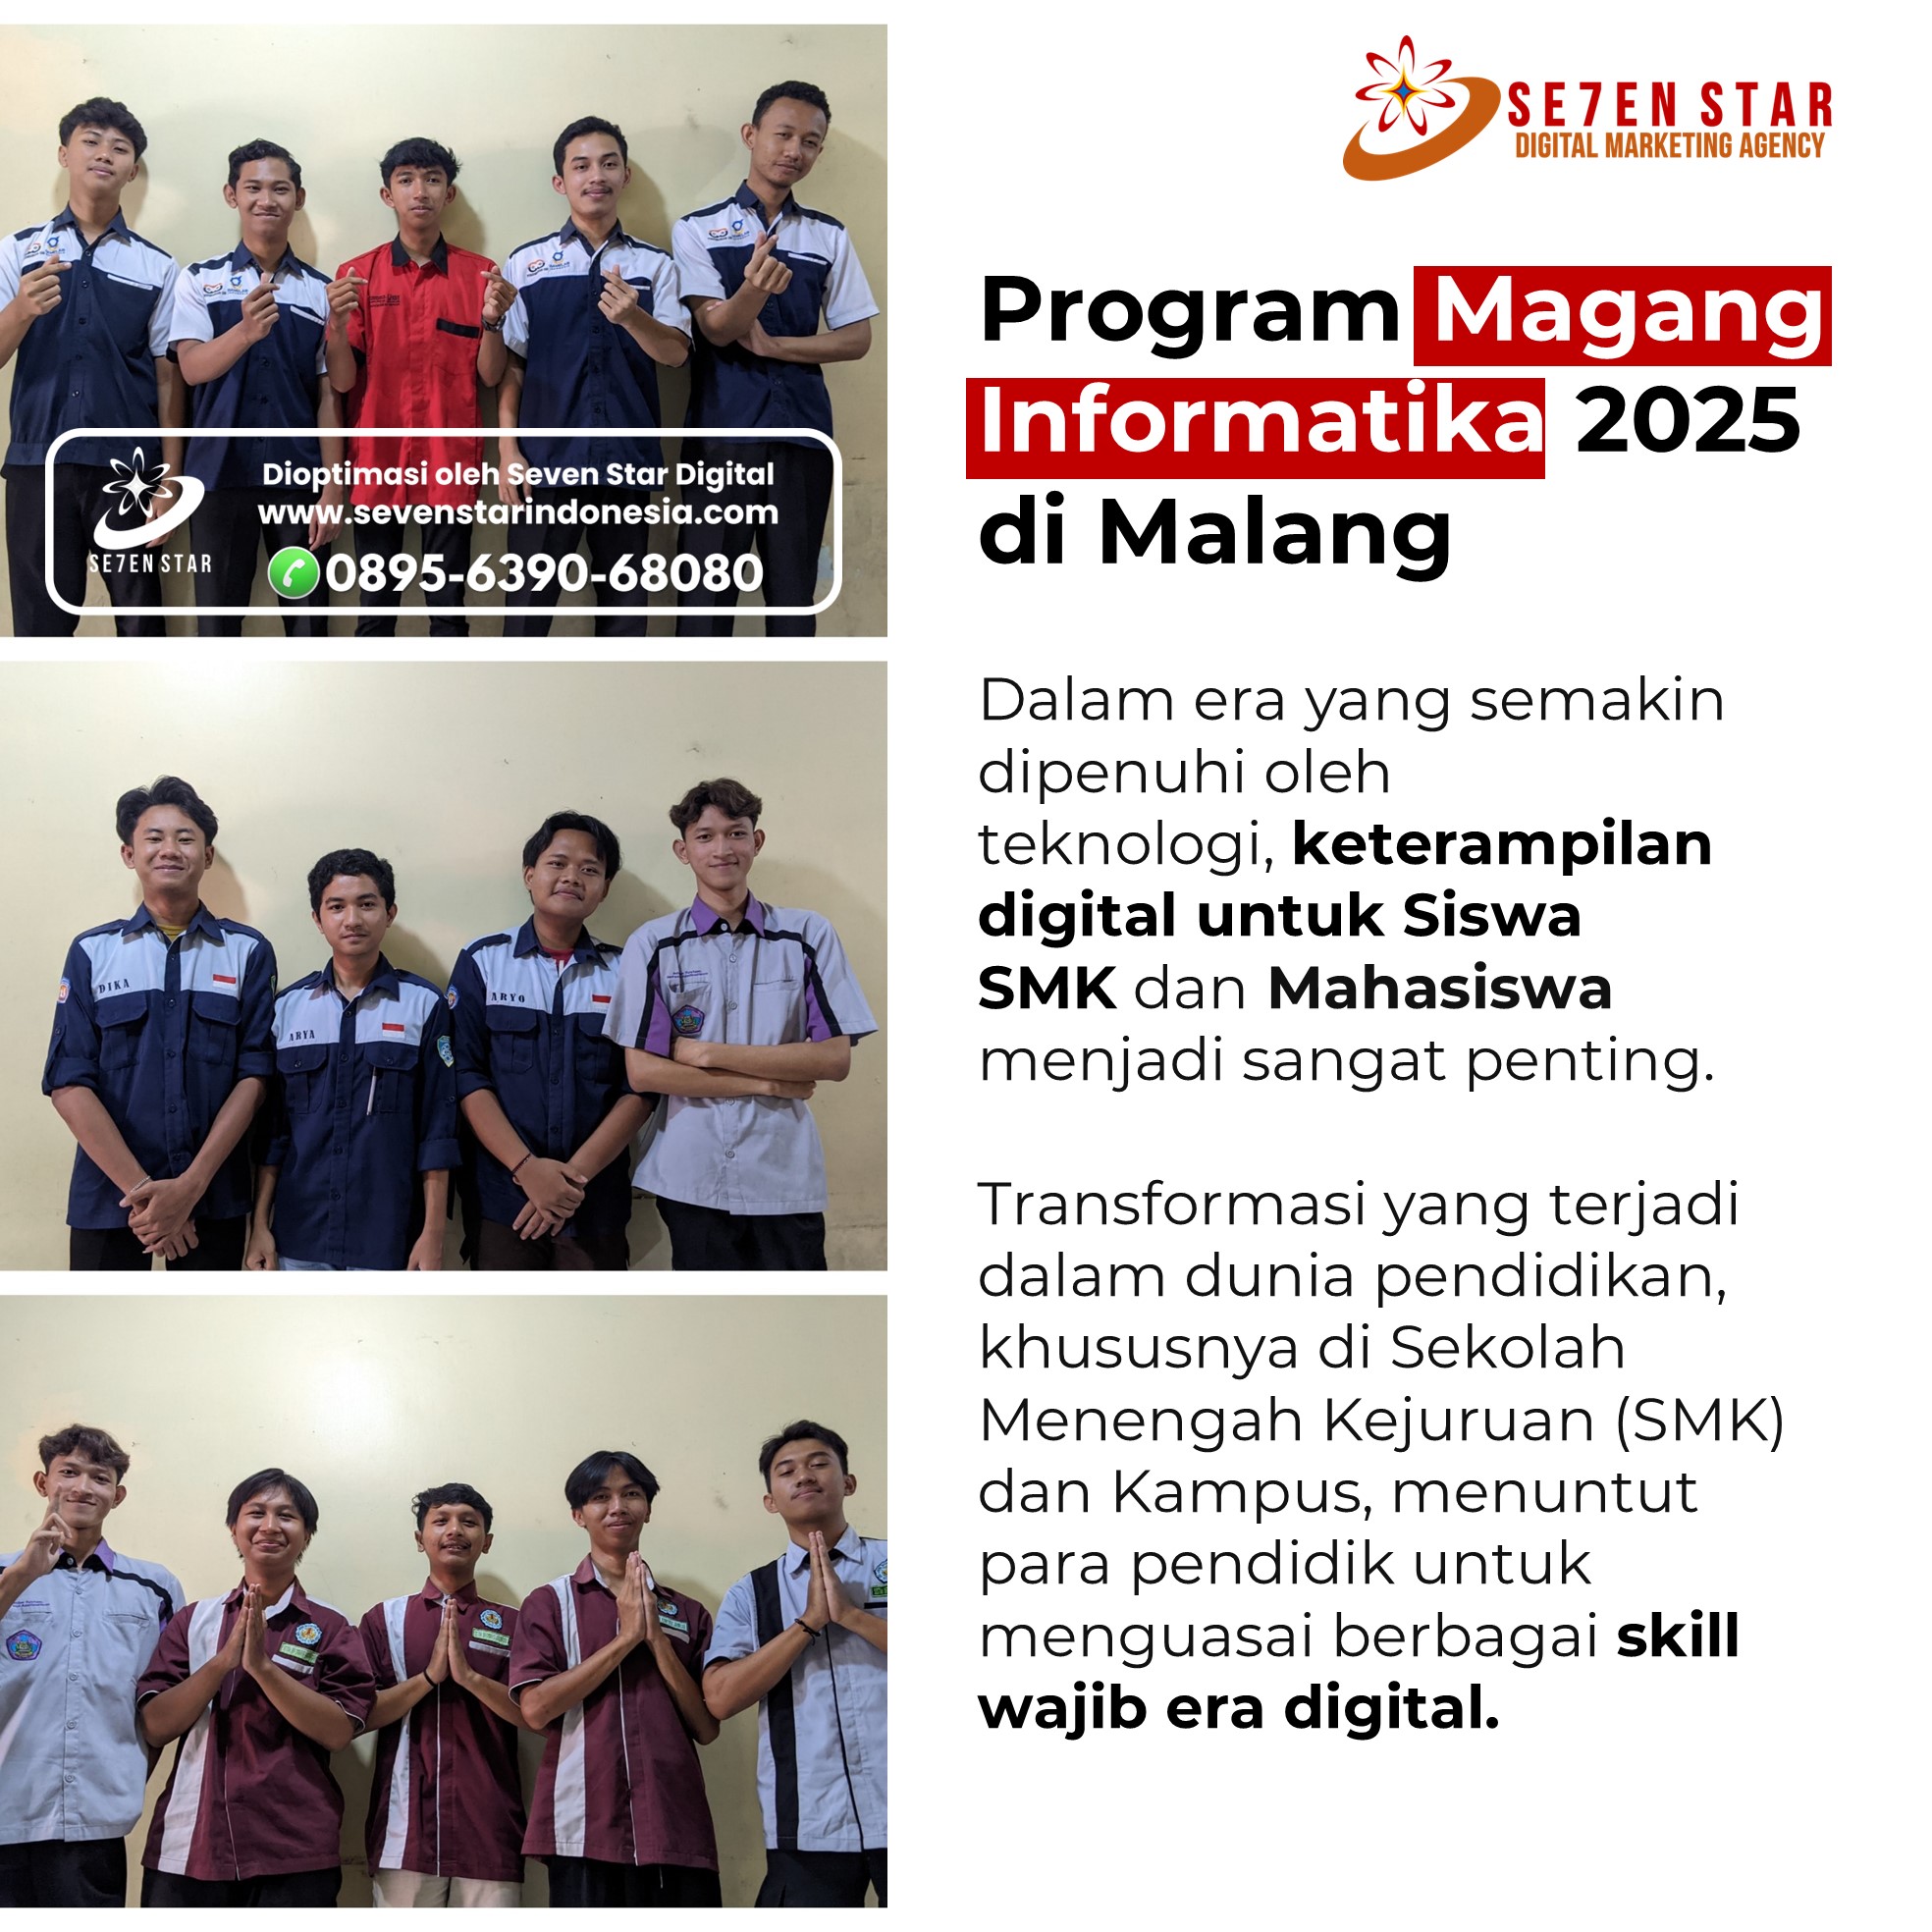 SE7EN STAR
DIGITAL MARKETING AGENCY
Program Magang
Informatika 2025
di Malang
Dalam era yang semakin
dipenuhi oleh
teknologi, keterampilan
digital untuk Siswa
SMK dan Mahasiswa
menjadi sangat penting.
Transformasi yang terjadi
dalam dunia pendidikan,
khususnya di Sekolah
Menengah Kejuruan (SMK)
dan Kampus, menuntut
para pendidik untuk
menguasai berbagai skill
wajib era digital.
Dioptimasi oleh Seven Star Digital
www.sevenstarindonesia.com
0895-6390-68080
SE7EN STAR
DIKA
ARYA
ARYO